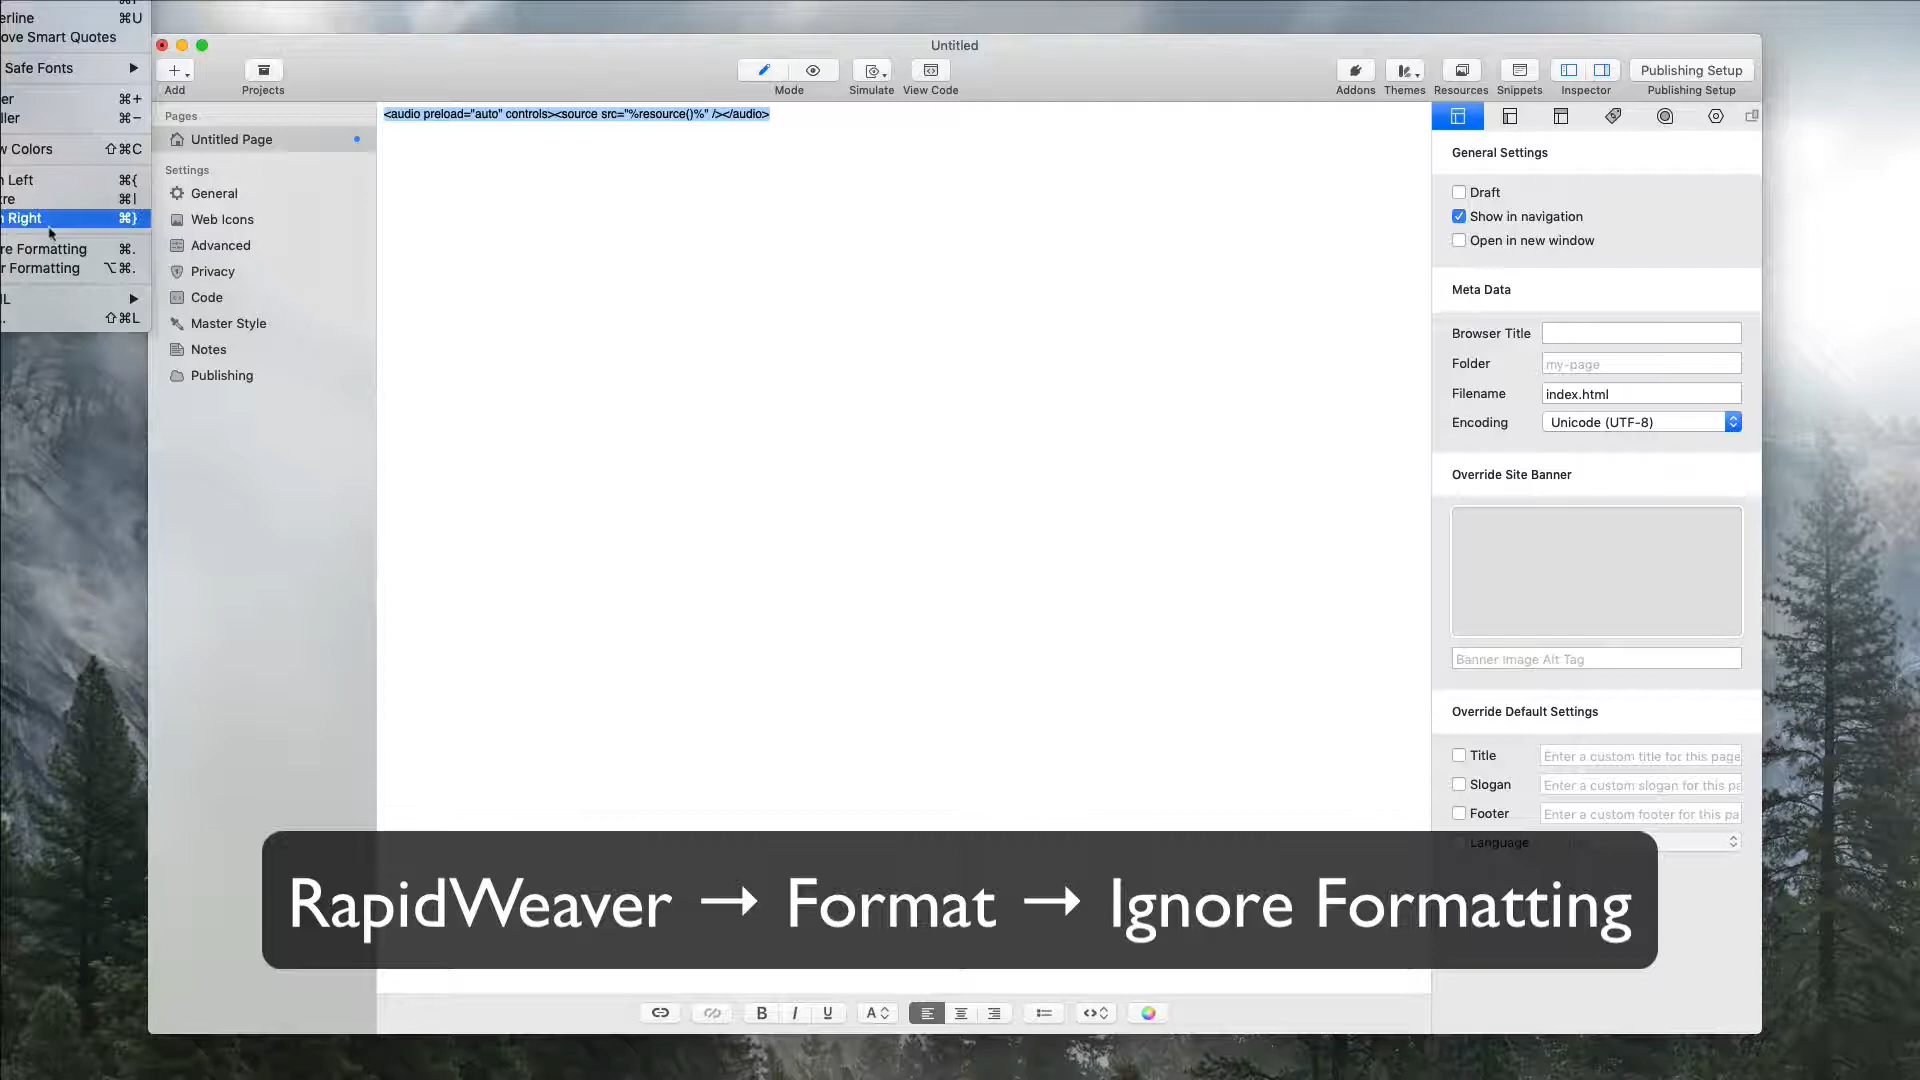 erline ⌘U
ove Smart Quotes
Safe Fonts ▶
er ⌘+
ller ⌘−
w Colors ⇧⌘C
n Left ⌘{
tre ⌘|
n Right ⌘}
re Formatting ⌘.
r Formatting ⌥⌘.
IL ▶
.. ⇧⌘L
Untitled
Add
Projects
Mode
Simulate
View Code
Addons
Themes
Resources
Snippets
Inspector
Publishing Setup
Publishing Setup
Pages
Untitled Page
Settings
General
Web Icons
Advanced
Privacy
Code
Master Style
Notes
Publishing
<audio preload="auto" controls><source src="%resource()%" /></audio>
General Settings
Draft
Show in navigation
Open in new window
Meta Data
Browser Title
Folder my-page
Filename index.html
Encoding Unicode (UTF-8)
Override Site Banner
Banner Image Alt Tag
Override Default Settings
Title Enter a custom title for this page
Slogan Enter a custom slogan for this pa
Footer Enter a custom footer for this pa
Language
RapidWeaver → Format → Ignore Formatting
B I U A